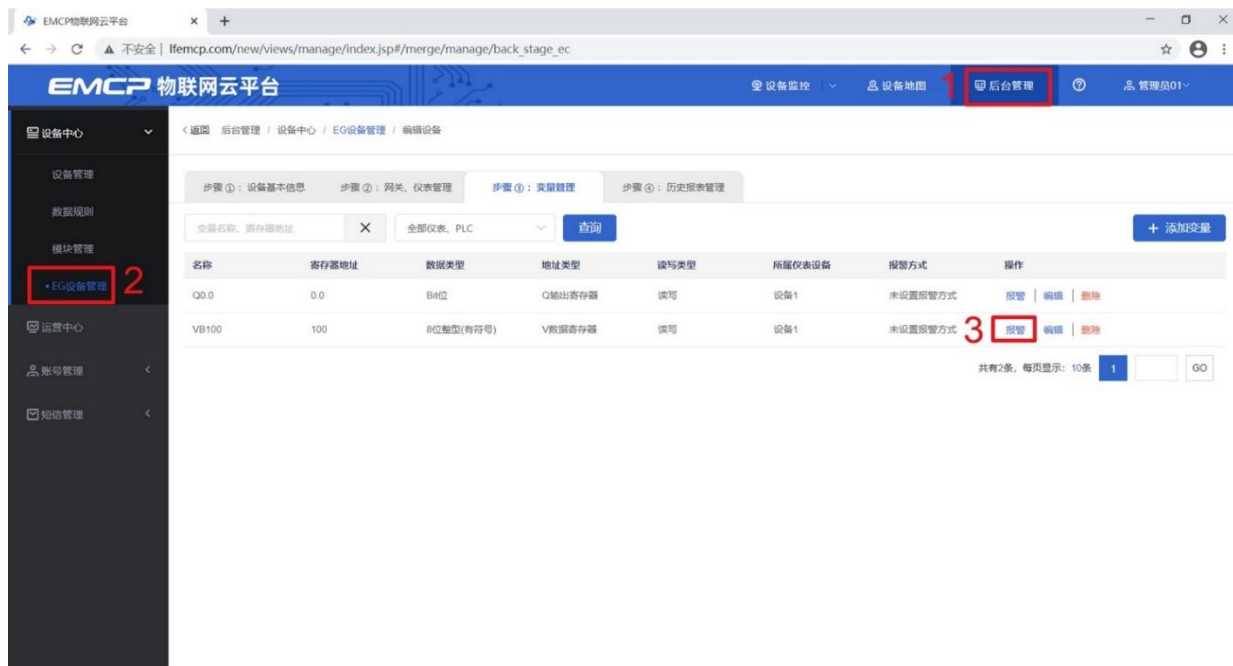 EMCP物联网云平台
不安全 | lfemcp.com/new/views/manage/index.jsp#/merge/manage/back_stage_ec
EMCP 物联网云平台 设备监控 设备地图 1 后台管理 管理员01
设备中心 <返回 后台管理 / 设备中心 / EG设备管理 / 编辑设备
设备管理 步骤①：设备基本信息 步骤②：网关、仪表管理 步骤③：变量管理 步骤④：历史报表管理
数据规则 变量名称、寄存器地址 X 全部仪表、PLC 查询 + 添加变量
模块管理
名称 寄存器地址 数据类型 地址类型 读写类型 所属仪表设备 报警方式 操作
•EG设备管理 2 Q0.0 0.0 Bit位 Q输出寄存器 读写 设备1 未设置报警方式 报警 | 编辑 | 删除
运营中心 VB100 100 8位整型(有符号) V数据寄存器 读写 设备1 未设置报警方式 3 报警 编辑 | 删除
账号管理 共有2条，每页显示：10条 1 GO
短信管理